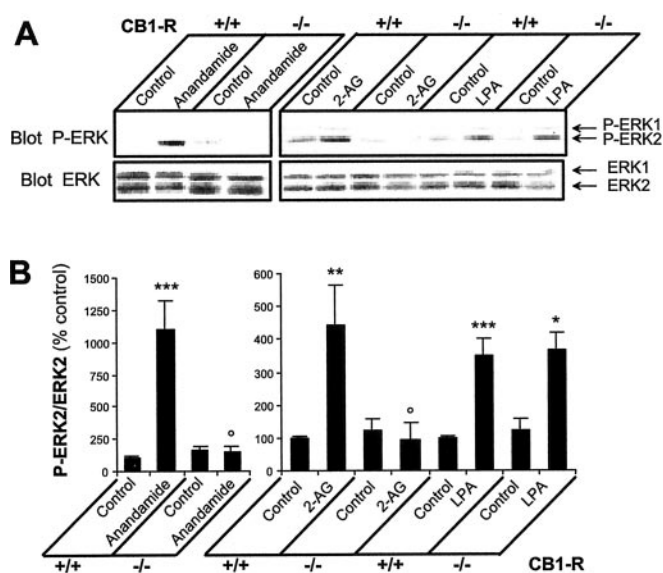 A
CB1-R +/+ -/- +/+ -/- +/+ -/-
Control Anandamide Control Anandamide Control 2-AG Control 2-AG Control LPA Control LPA
Blot P-ERK
P-ERK1
P-ERK2
Blot ERK
ERK1
ERK2
B
P-ERK2/ERK2 (% control)
1500
1250
1000
750
500
250
0
***
°
600
500
400
300
200
100
0
**
°
***
*
Control Anandamide Control Anandamide Control 2-AG Control 2-AG Control LPA Control LPA
+/+ -/- +/+ -/- +/+ -/- CB1-R